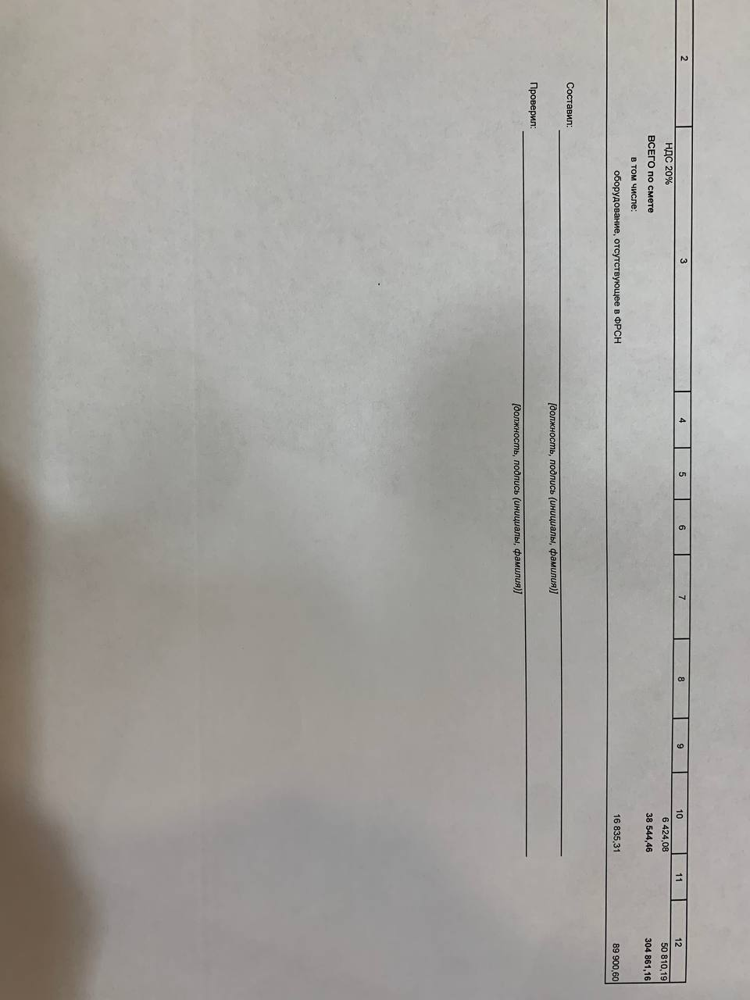 2 3 4 5 6 7 8 9 10 11 12
НДС 20% 6 424,08 50 810,19
ВСЕГО по смете 38 544,46 304 861,16
в том числе:
оборудование, отсутствующее в ФРСН 16 835,31 89 900,60
Составил:
[должность, подпись (инициалы, фамилия)]
Проверил:
[должность, подпись (инициалы, фамилия)]